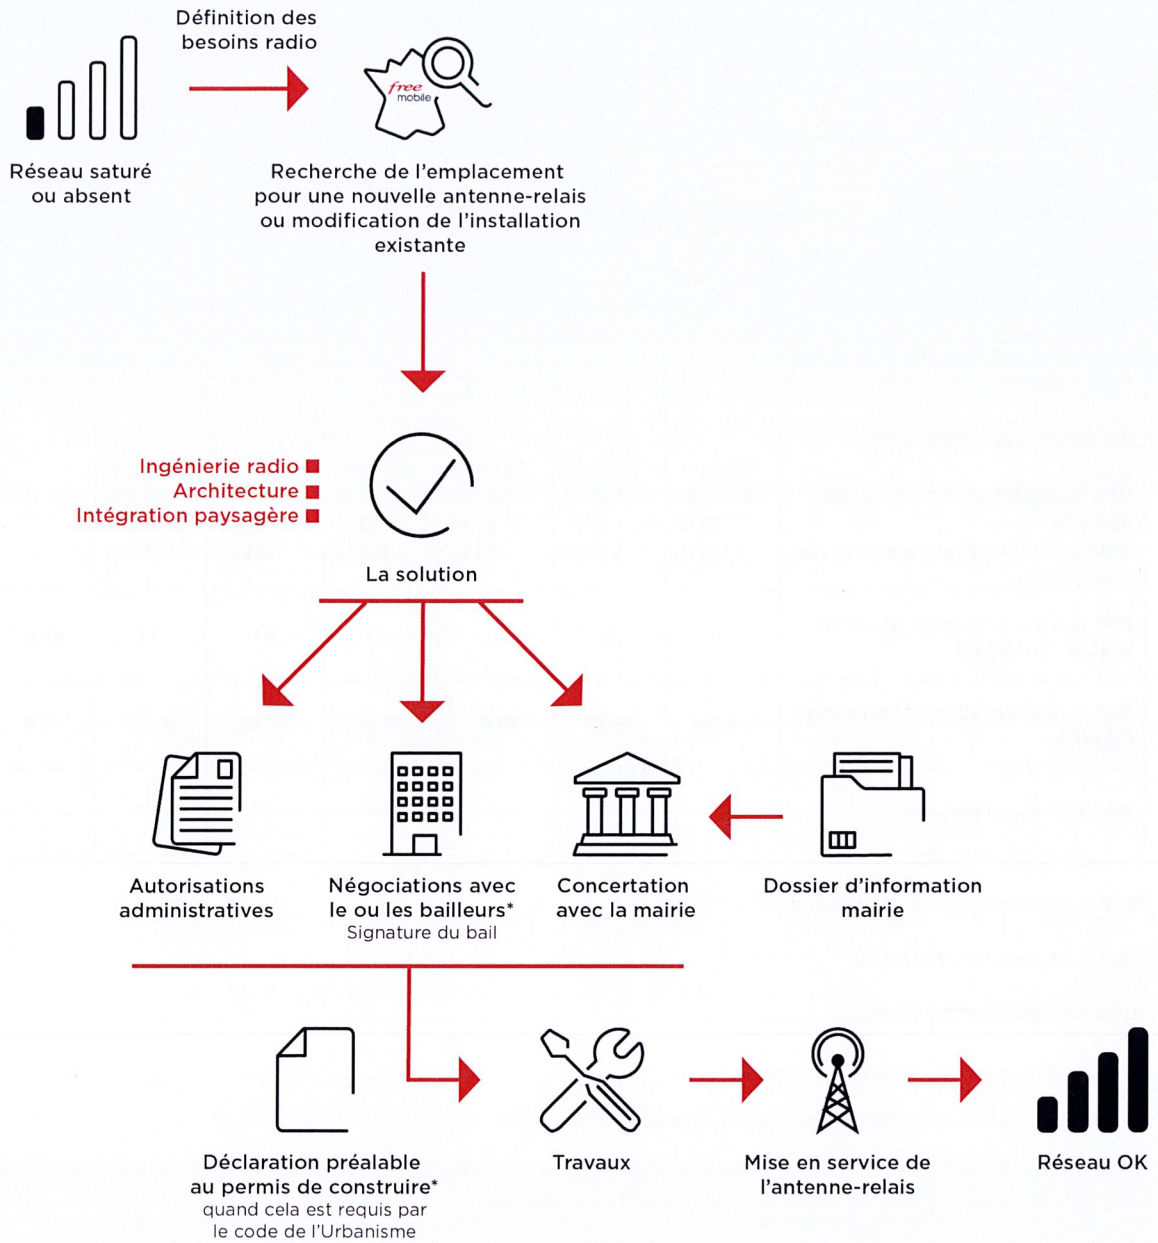 Définition des
besoins radio
free
mobile
Réseau saturé
ou absent
Recherche de l'emplacement
pour une nouvelle antenne-relais
ou modification de l'installation
existante
Ingénierie radio
Architecture
Intégration paysagère
La solution
Autorisations
administratives
Négociations avec
le ou les bailleurs*
Signature du bail
Concertation
avec la mairie
Dossier d'information
mairie
Déclaration préalable
au permis de construire*
quand cela est requis par
le code de l'Urbanisme
Travaux
Mise en service de
l'antenne-relais
Réseau OK